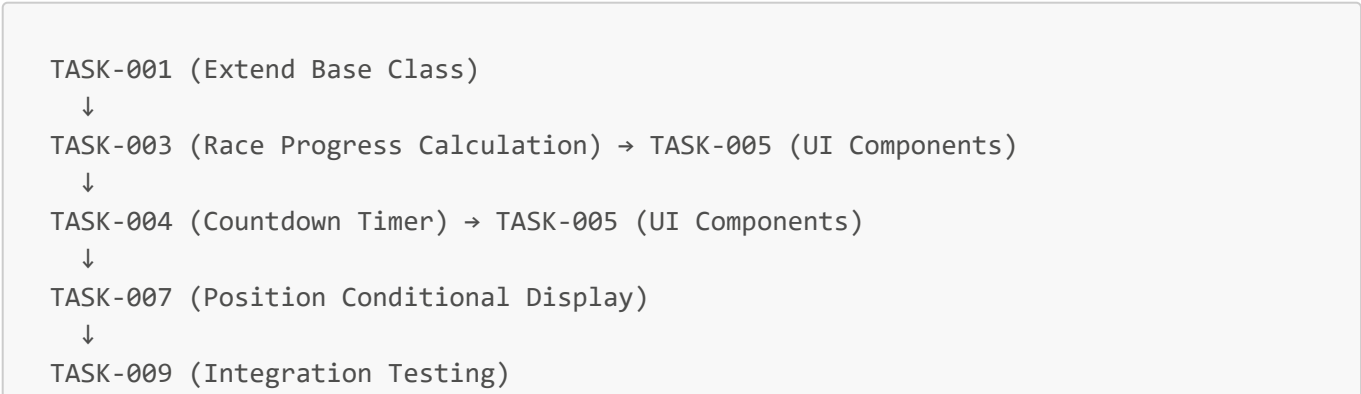 TASK-001 (Extend Base Class)
↓
TASK-003 (Race Progress Calculation) → TASK-005 (UI Components)
↓
TASK-004 (Countdown Timer) → TASK-005 (UI Components)
↓
TASK-007 (Position Conditional Display)
↓
TASK-009 (Integration Testing)